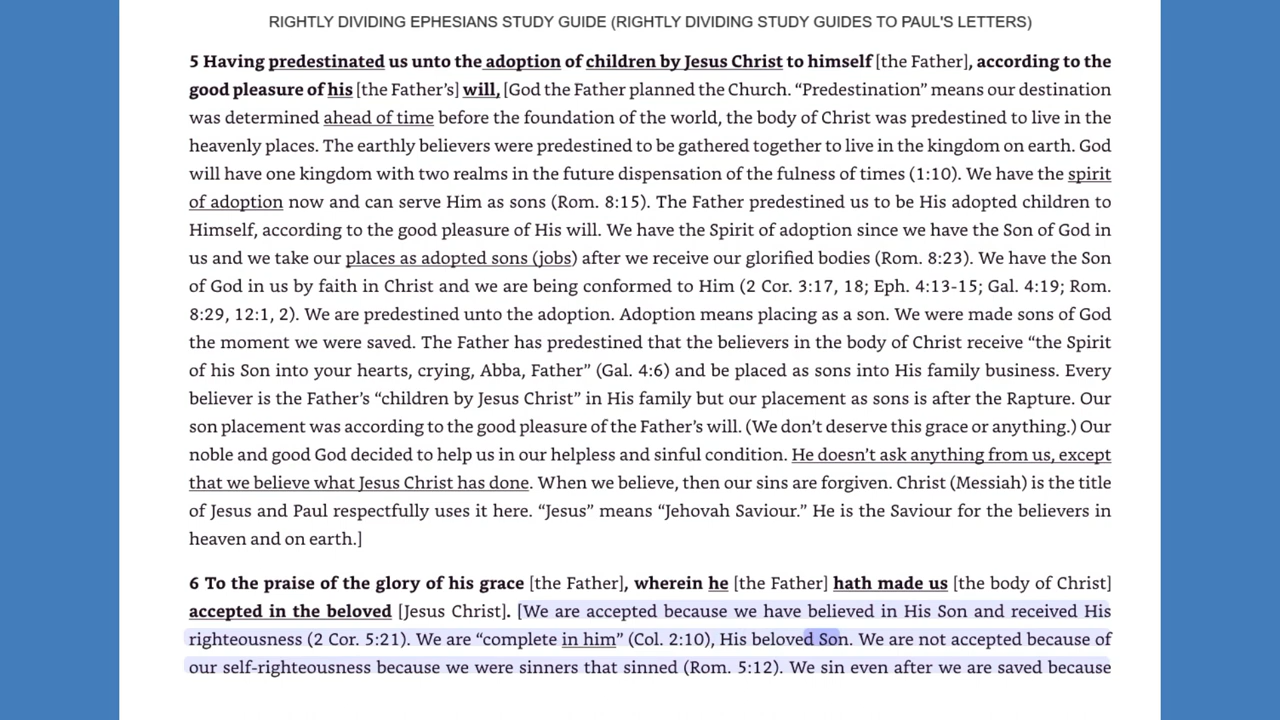 RIGHTLY DIVIDING EPHESIANS STUDY GUIDE (RIGHTLY DIVIDING STUDY GUIDES TO PAUL'S LETTERS)
5 Having predestinated us unto the adoption of children by Jesus Christ to himself [the Father], according to the
good pleasure of his [the Father’s] will, [God the Father planned the Church. “Predestination” means our destination
was determined ahead of time before the foundation of the world, the body of Christ was predestined to live in the
heavenly places. The earthly believers were predestined to be gathered together to live in the kingdom on earth. God
will have one kingdom with two realms in the future dispensation of the fulness of times (1:10). We have the spirit
of adoption now and can serve Him as sons (Rom. 8:15). The Father predestined us to be His adopted children to
Himself, according to the good pleasure of His will. We have the Spirit of adoption since we have the Son of God in
us and we take our places as adopted sons (jobs) after we receive our glorified bodies (Rom. 8:23). We have the Son
of God in us by faith in Christ and we are being conformed to Him (2 Cor. 3:17, 18; Eph. 4:13-15; Gal. 4:19; Rom.
8:29, 12:1, 2). We are predestined unto the adoption. Adoption means placing as a son. We were made sons of God
the moment we were saved. The Father has predestined that the believers in the body of Christ receive “the Spirit
of his Son into your hearts, crying, Abba, Father” (Gal. 4:6) and be placed as sons into His family business. Every
believer is the Father’s “children by Jesus Christ” in His family but our placement as sons is after the Rapture. Our
son placement was according to the good pleasure of the Father’s will. (We don’t deserve this grace or anything.) Our
noble and good God decided to help us in our helpless and sinful condition. He doesn’t ask anything from us, except
that we believe what Jesus Christ has done. When we believe, then our sins are forgiven. Christ (Messiah) is the title
of Jesus and Paul respectfully uses it here. “Jesus” means “Jehovah Saviour.” He is the Saviour for the believers in
heaven and on earth.]
6 To the praise of the glory of his grace [the Father], wherein he [the Father] hath made us [the body of Christ]
accepted in the beloved [Jesus Christ]. [We are accepted because we have believed in His Son and received His
righteousness (2 Cor. 5:21). We are “complete in him” (Col. 2:10), His beloved Son. We are not accepted because of
our self-righteousness because we were sinners that sinned (Rom. 5:12). We sin even after we are saved because